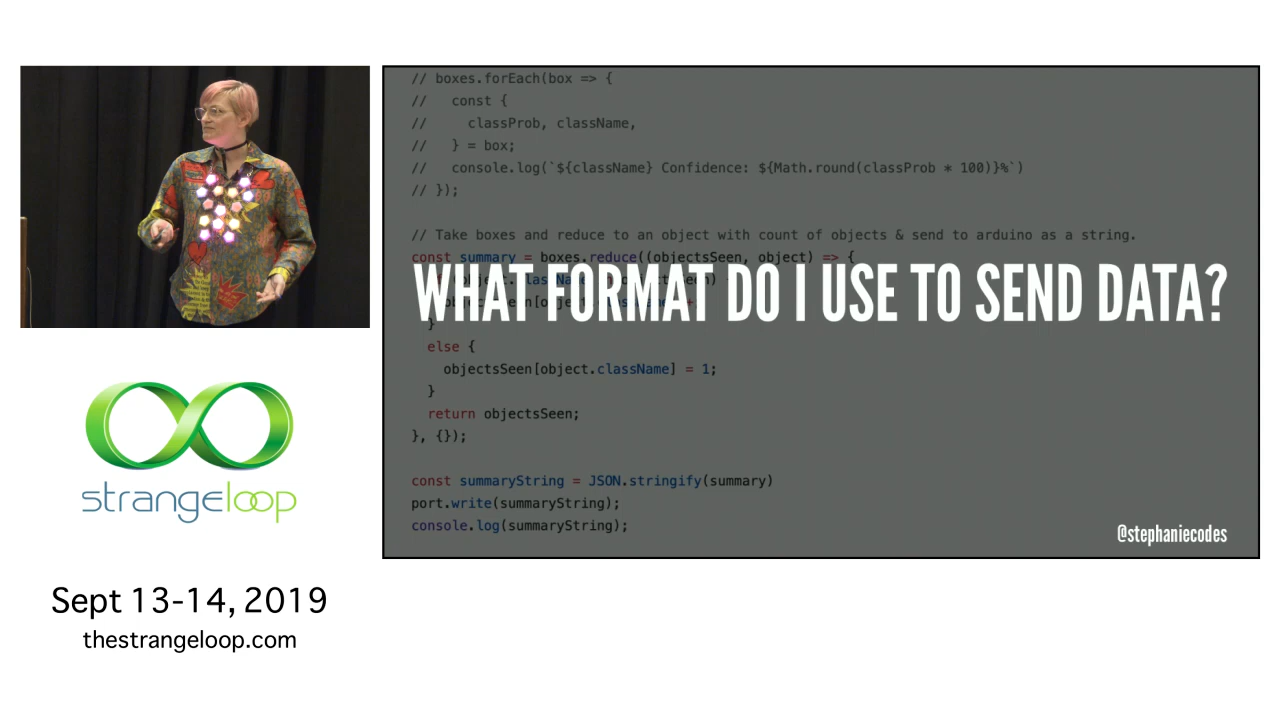 // boxes.forEach(box => {
//   const {
//     classProb, className,
//   } = box;
//   console.log(`${className} Confidence: ${Math.round(classProb * 100)}%`)
// });
// Take boxes and reduce to an object with count of objects & send to arduino as a string.
const summary = boxes.reduce((objectsSeen, object) => {
WHAT FORMAT DO I USE TO SEND DATA?
}
else {
objectsSeen[object.className] = 1;
}
return objectsSeen;
}, {});
const summaryString = JSON.stringify(summary)
port.write(summaryString);
console.log(summaryString);
@stephaniecodes
strangeloop
Sept 13-14, 2019
thestrangeloop.com